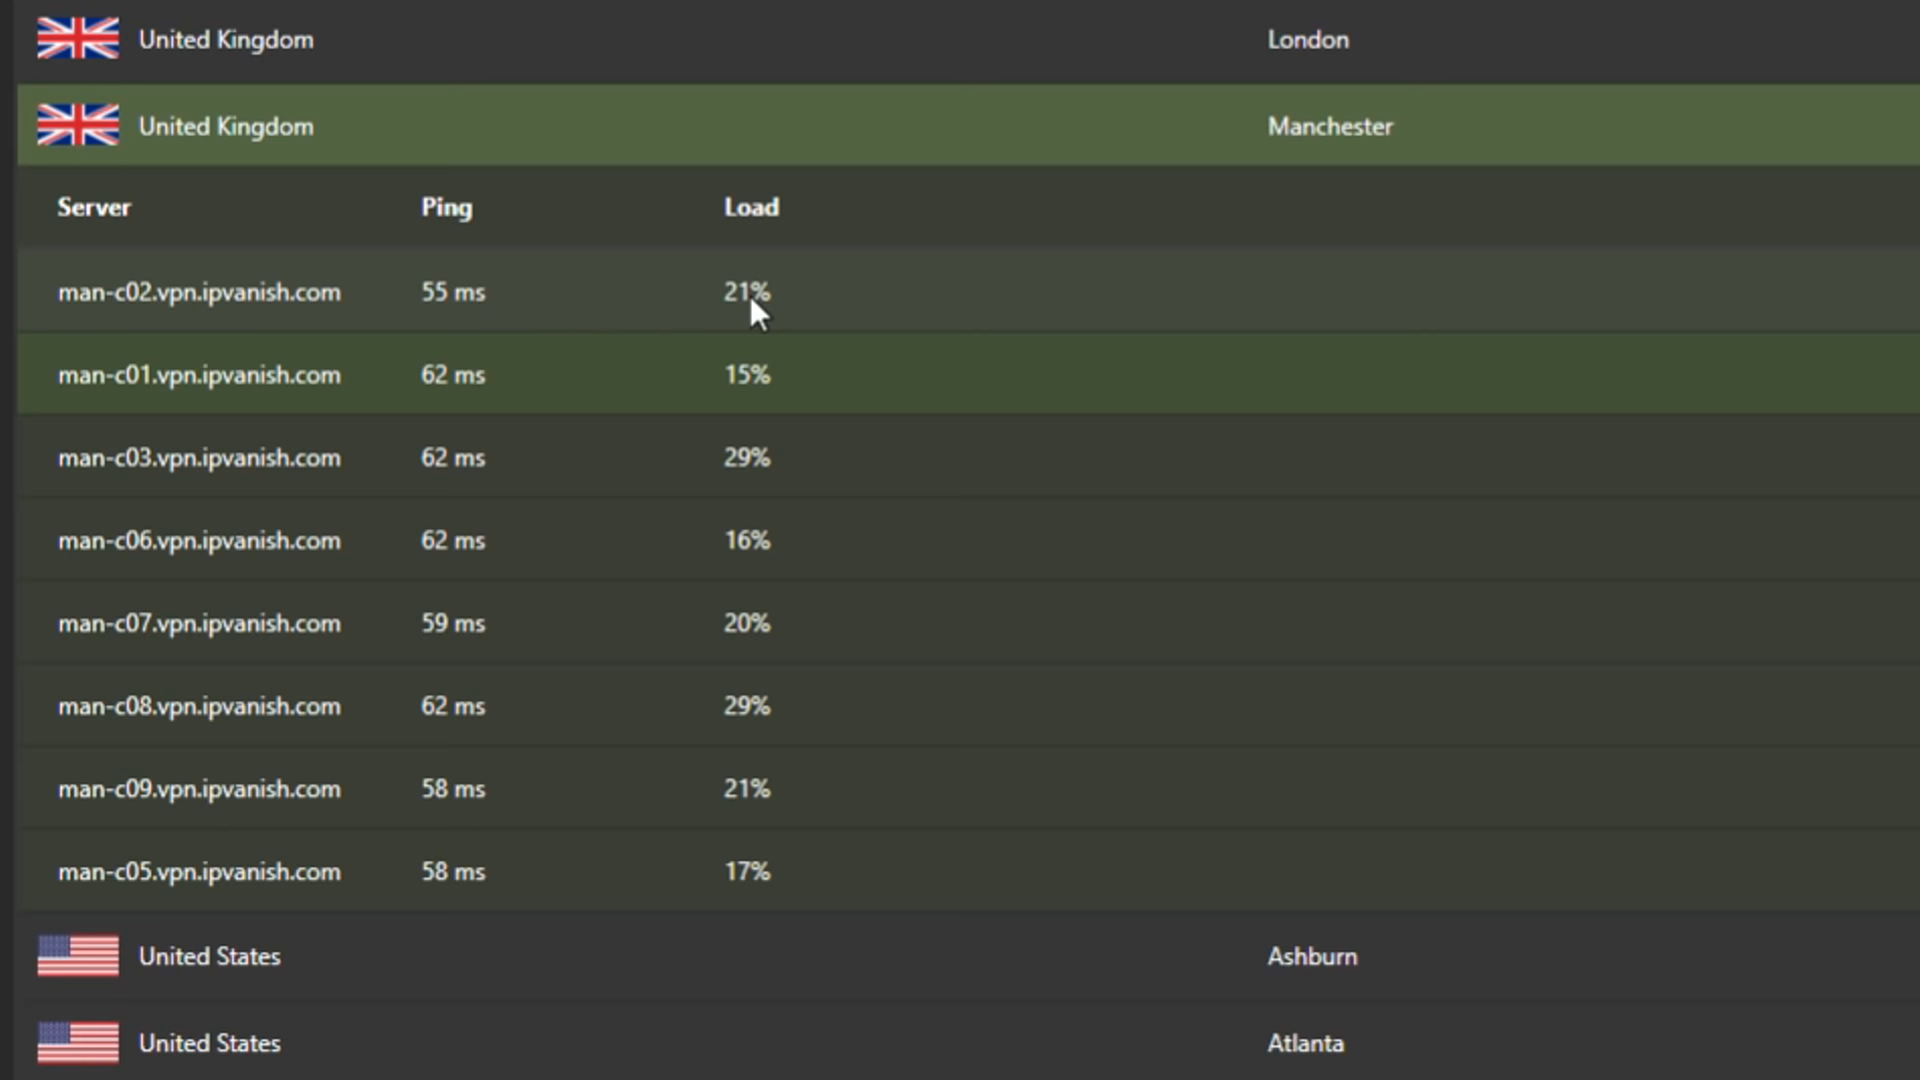 United Kingdom London
United Kingdom Manchester
Server Ping Load
man-c02.vpn.ipvanish.com 55 ms 21%
man-c01.vpn.ipvanish.com 62 ms 15%
man-c03.vpn.ipvanish.com 62 ms 29%
man-c06.vpn.ipvanish.com 62 ms 16%
man-c07.vpn.ipvanish.com 59 ms 20%
man-c08.vpn.ipvanish.com 62 ms 29%
man-c09.vpn.ipvanish.com 58 ms 21%
man-c05.vpn.ipvanish.com 58 ms 17%
United States Ashburn
United States Atlanta